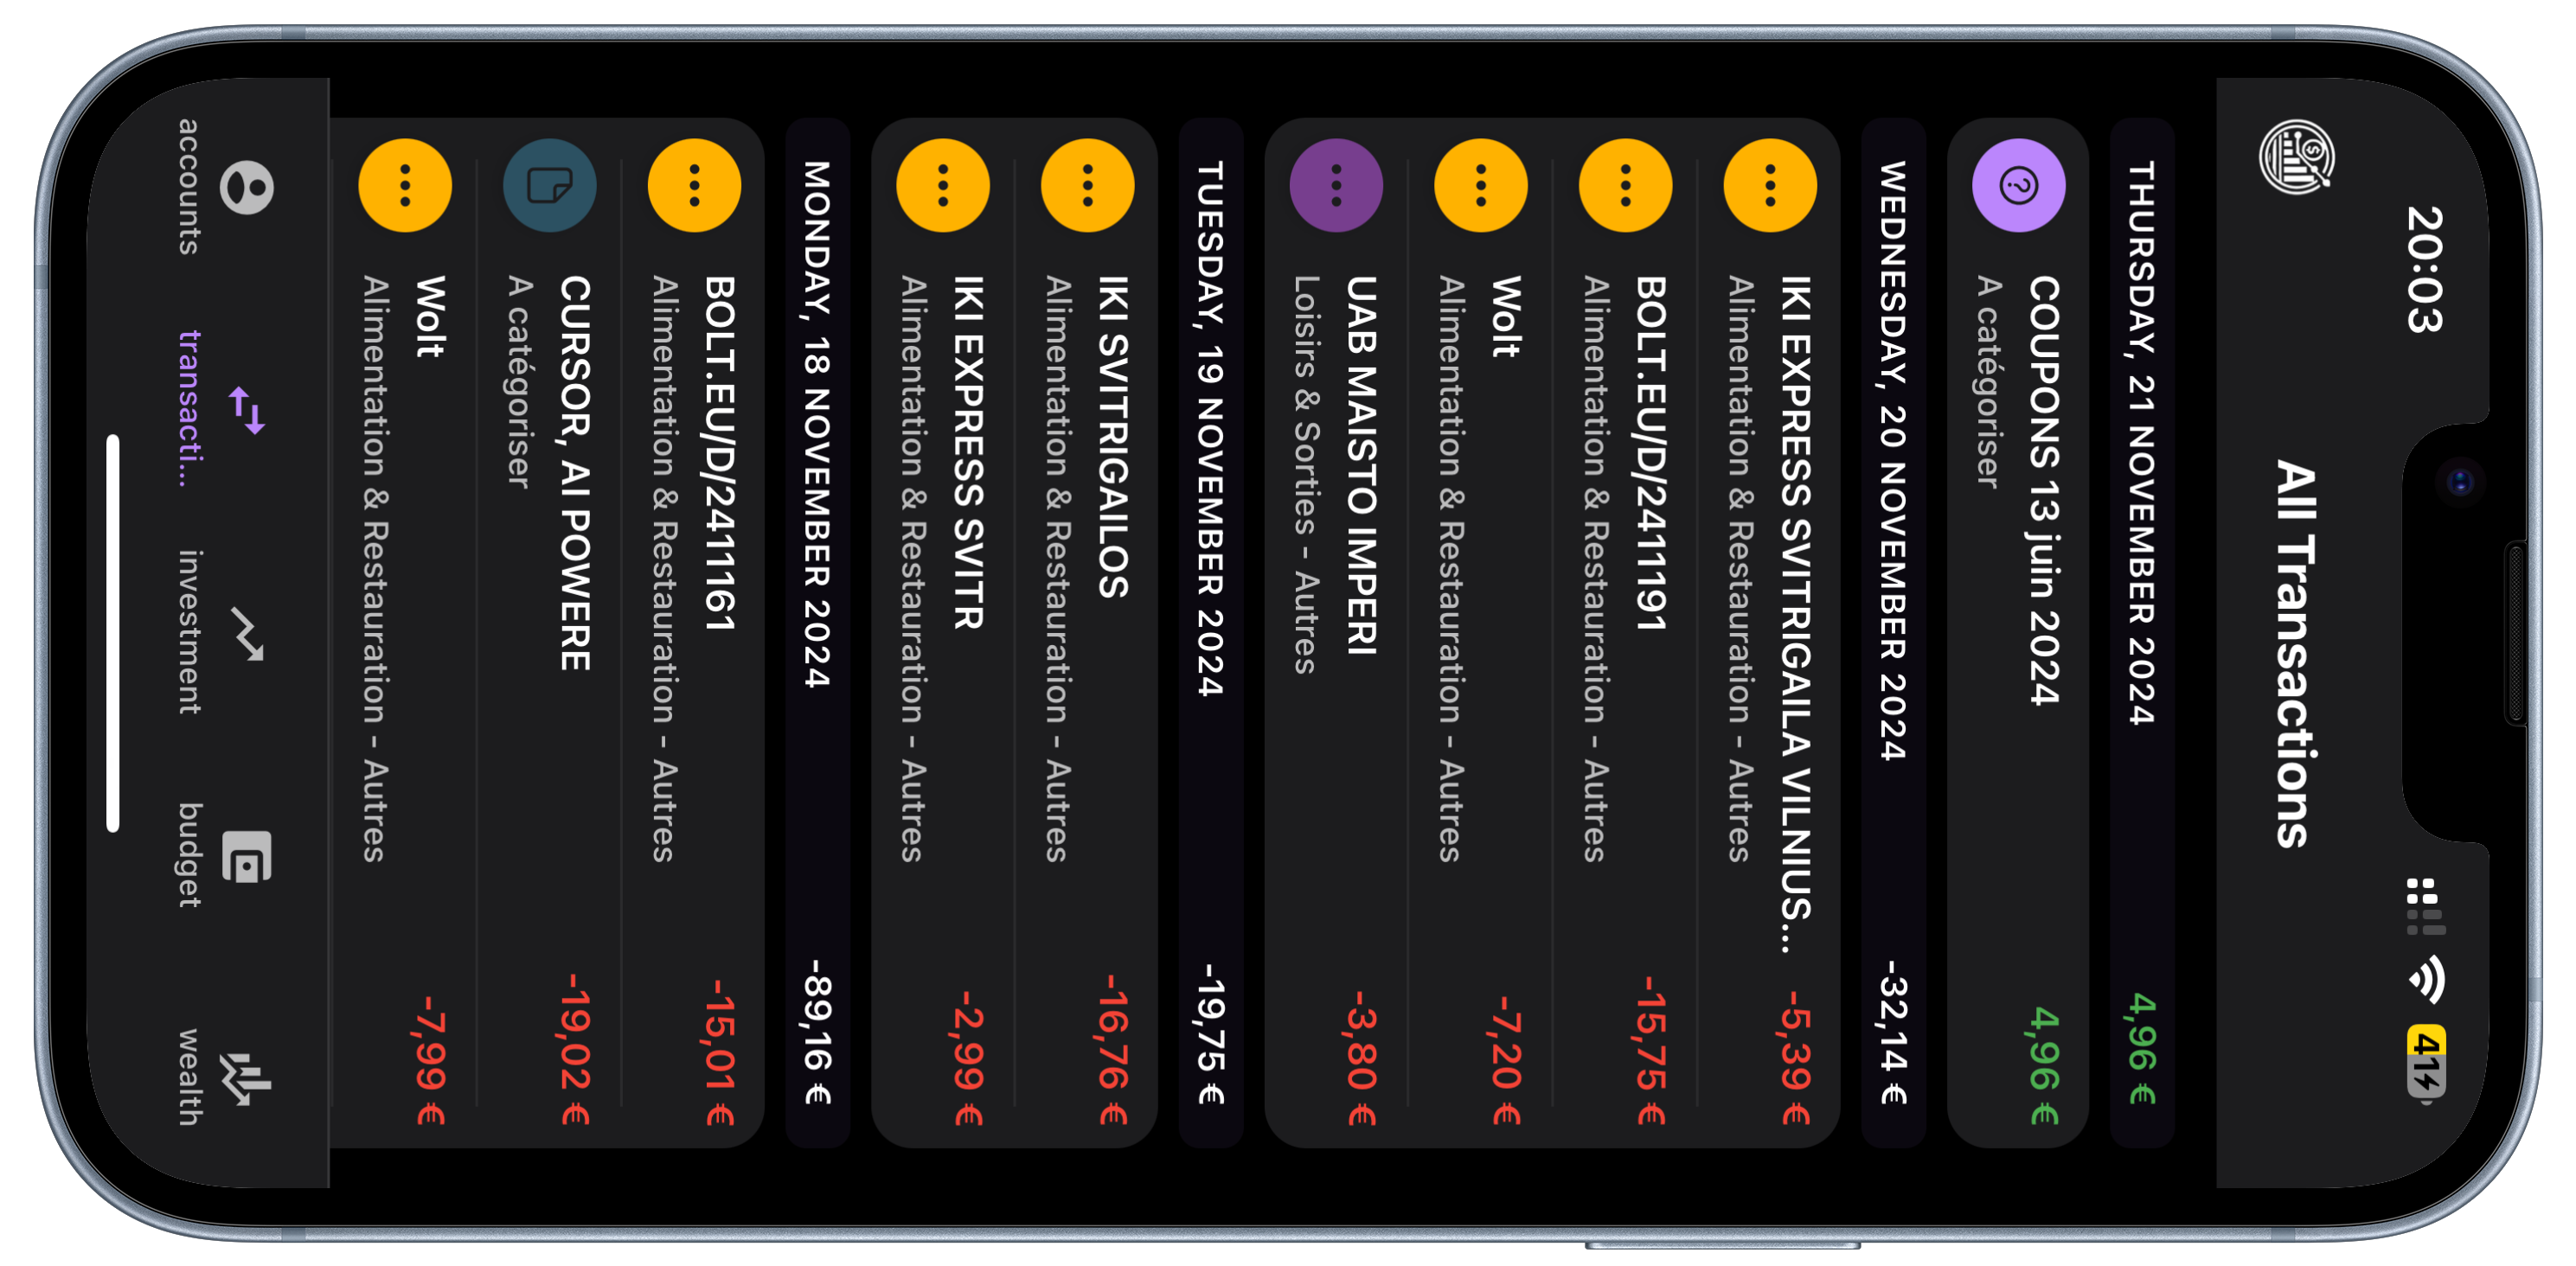 20:03
41
All Transactions
THURSDAY, 21 NOVEMBER 2024 4,96 €
COUPONS 13 juin 2024 4,96 €
A catégoriser
WEDNESDAY, 20 NOVEMBER 2024 -32,14 €
IKI EXPRESS SVITRIGAILA VILNIUS... -5,39 €
Alimentation & Restauration - Autres
BOLT.EU/D/2411191 -15,75 €
Alimentation & Restauration - Autres
Wolt -7,20 €
Alimentation & Restauration - Autres
UAB MAISTO IMPERI -3,80 €
Loisirs & Sorties - Autres
TUESDAY, 19 NOVEMBER 2024 -19,75 €
IKI SVITRIGAILOS -16,76 €
Alimentation & Restauration - Autres
IKI EXPRESS SVITR -2,99 €
Alimentation & Restauration - Autres
MONDAY, 18 NOVEMBER 2024 -89,16 €
BOLT.EU/D/2411161 -15,01 €
Alimentation & Restauration - Autres
CURSOR, AI POWERE -19,02 €
A catégoriser
Wolt -7,99 €
Alimentation & Restauration - Autres
accounts transacti... investment budget wealth